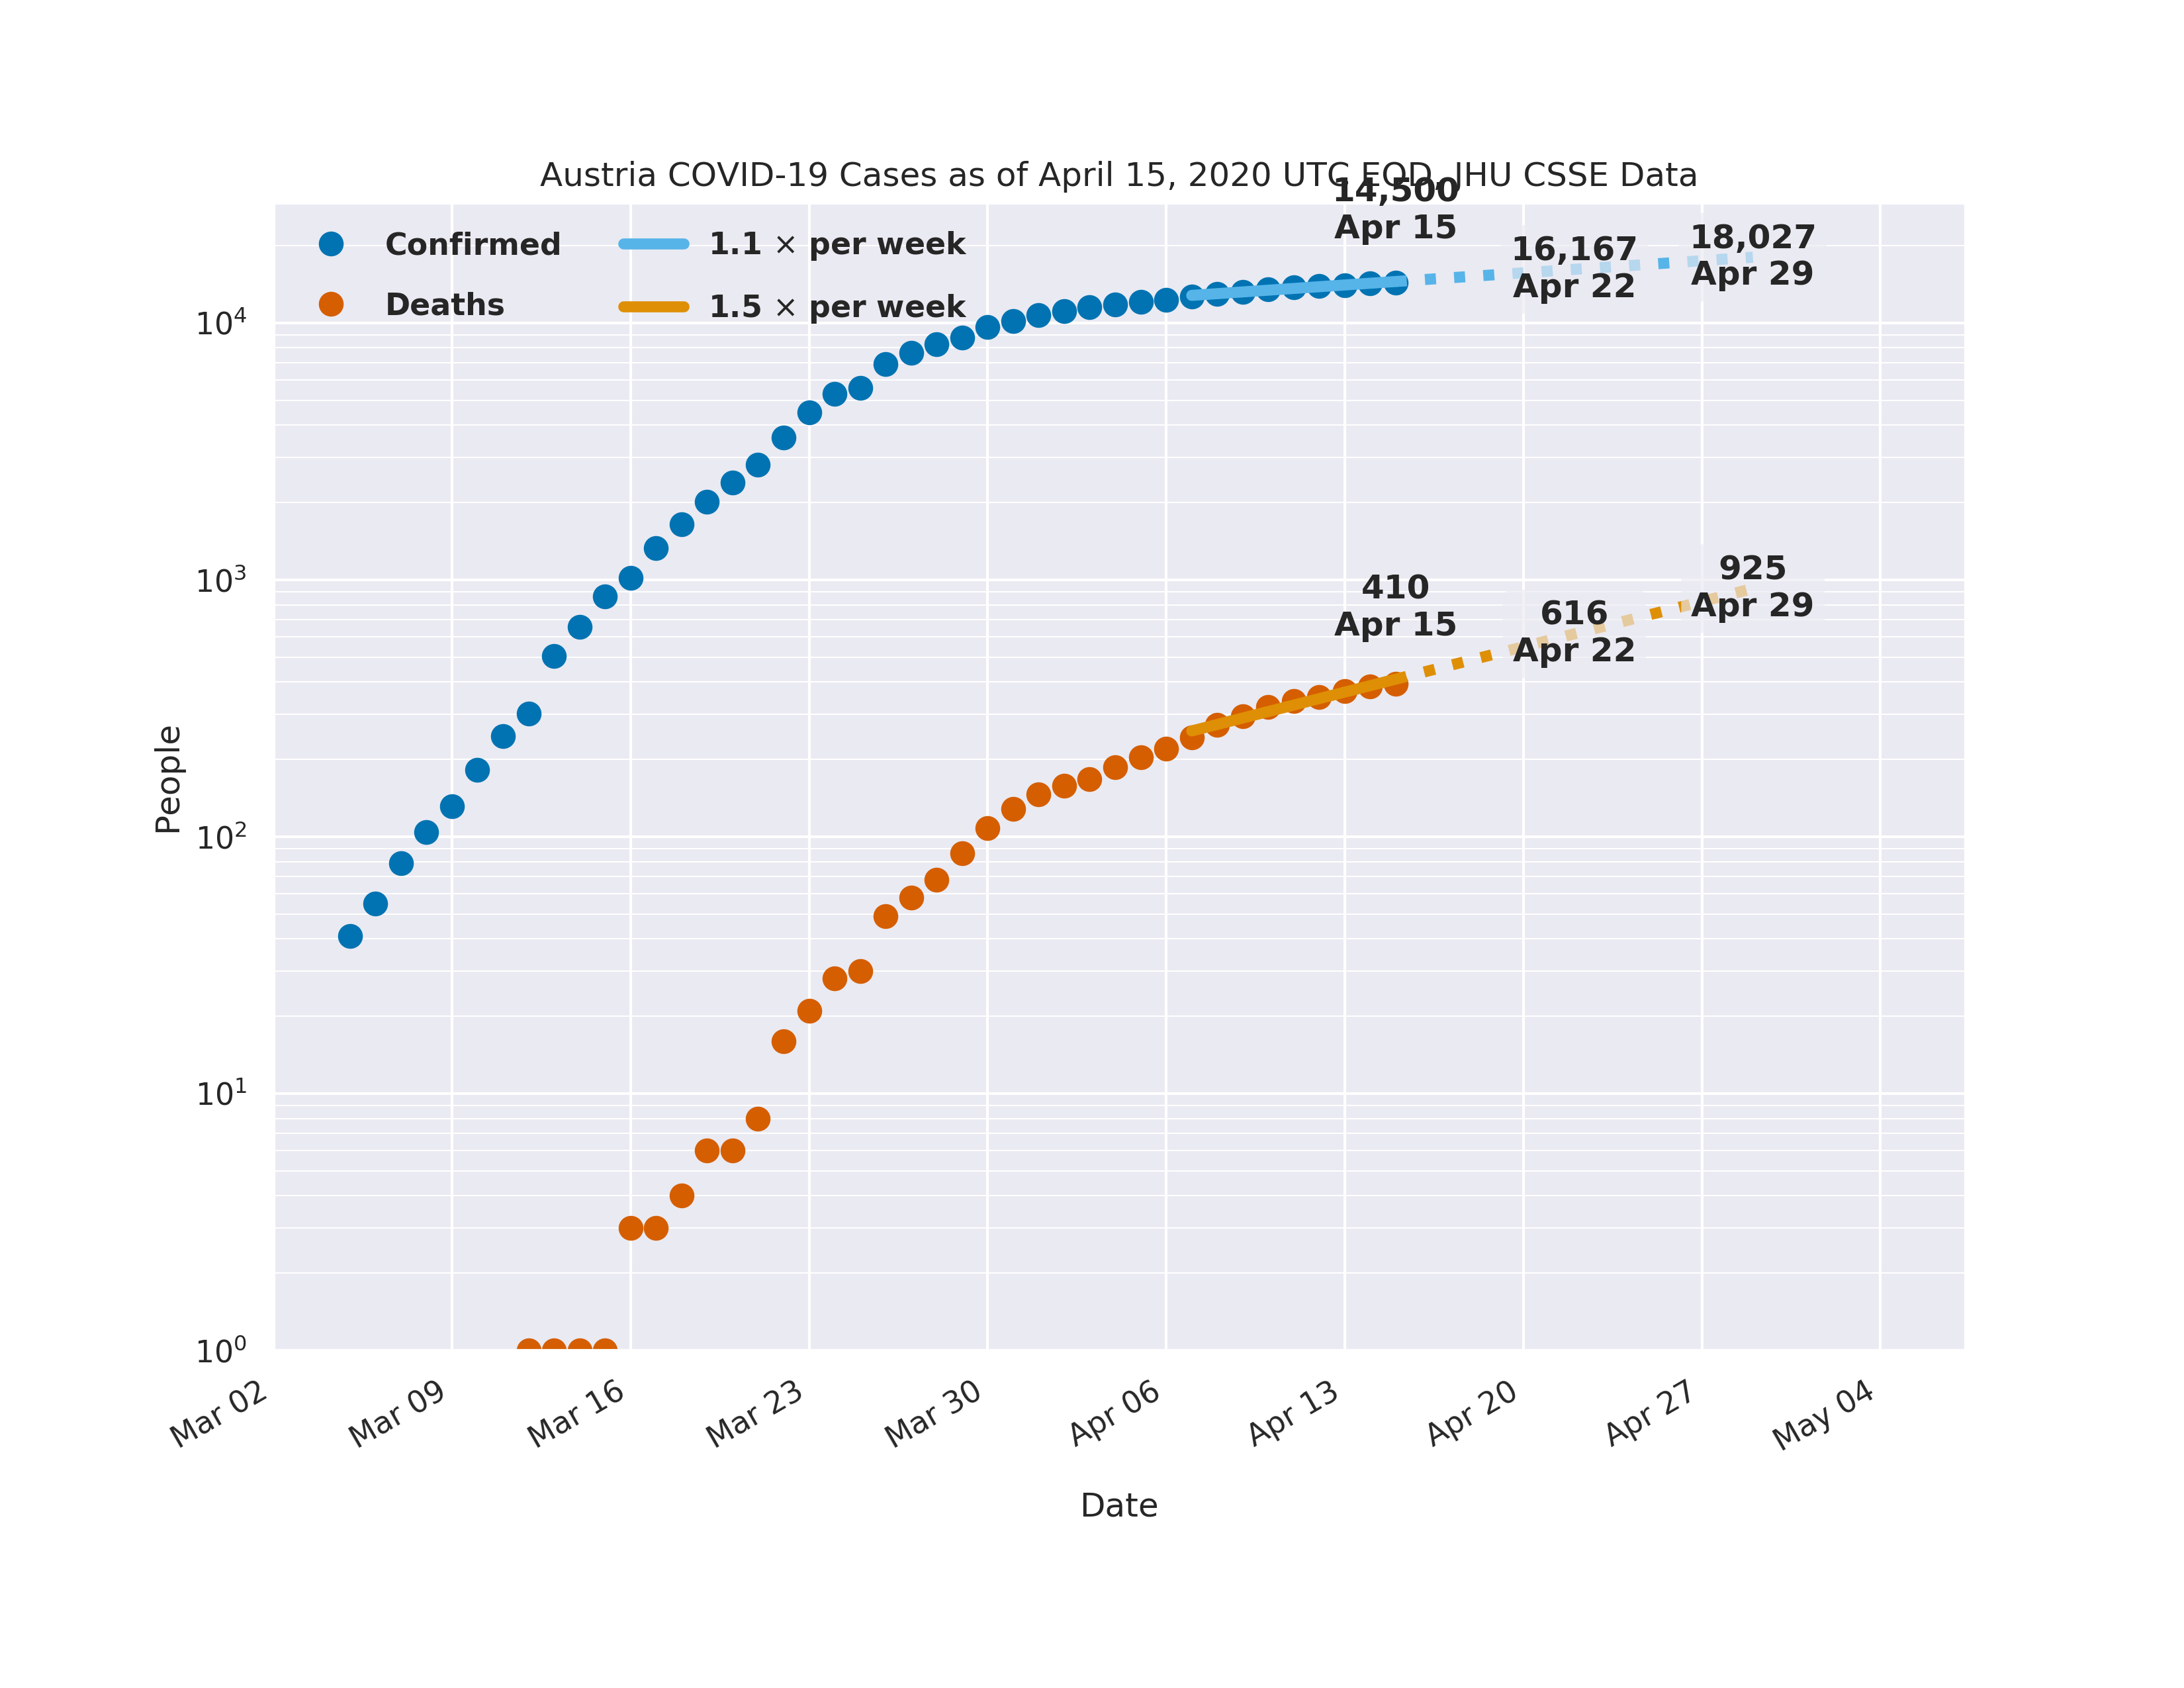 Austria COVID-19 Cases as of April 15, 2020 UTC EOD, JHU CSSE Data
Confirmed
Deaths
1.1 × per week
1.5 × per week
14,500
Apr 15
16,167
Apr 22
18,027
Apr 29
410
Apr 15
616
Apr 22
925
Apr 29
People
10⁴
10³
10²
10¹
10⁰
Mar 02
Mar 09
Mar 16
Mar 23
Mar 30
Apr 06
Apr 13
Apr 20
Apr 27
May 04
Date